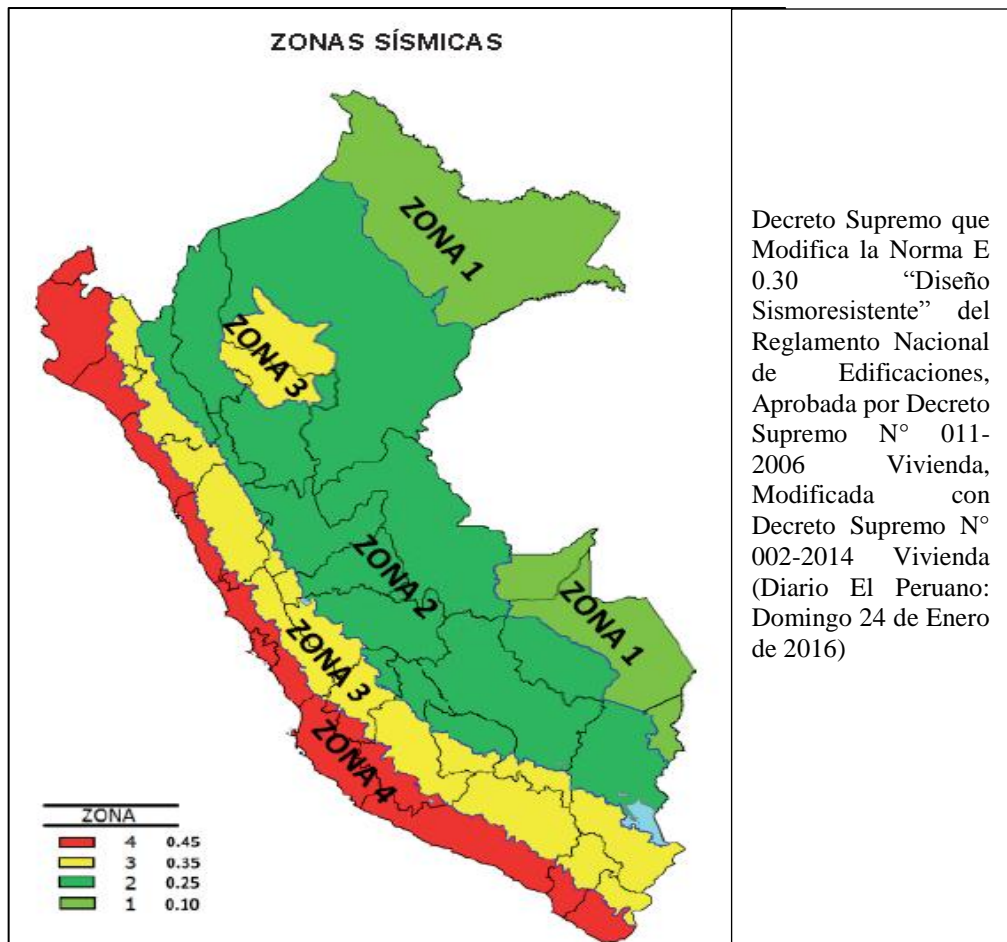 ZONAS SÍSMICAS
ZONA 1
ZONA 3
ZONA 2
ZONA 1
ZONA 3
ZONA 4
ZONA
4 0.45
3 0.35
2 0.25
1 0.10
Decreto Supremo que
Modifica la Norma E
0.30 “Diseño
Sismoresistente” del
Reglamento Nacional
de Edificaciones,
Aprobada por Decreto
Supremo N° 011-
2006 Vivienda,
Modificada con
Decreto Supremo N°
002-2014 Vivienda
(Diario El Peruano:
Domingo 24 de Enero
de 2016)